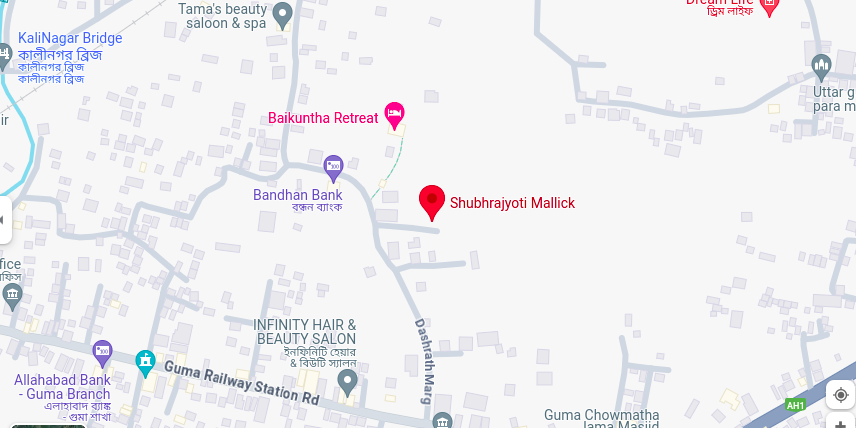 Tama's beauty
saloon & spa
Dream Life
ড্রিম লাইফ
KaliNagar Bridge
কালীনগর ব্রিজ
কালীনগর ব্রিজ
কালীনগর ব্রিজ
Uttar
para
Baikuntha Retreat
Bandhan Bank
বন্ধন ব্যাংক
Shubhrajyoti Mallick
INFINITY HAIR &
BEAUTY SALON
ইনফিনিটি হেয়ার
& বিউটি স্যালন
Dashrath Marg
Guma Railway Station Rd
Allahabad Bank
- Guma Branch
এলাহাবাদ ব্যাঙ্ক
- গুমা শাখা
AH1
Guma Chowmatha
Jama Masjid